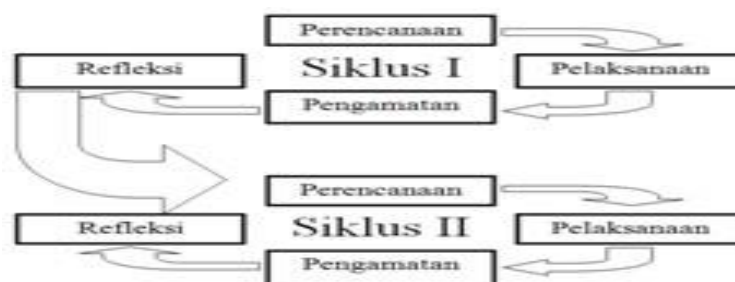 Perencanaan
Refleksi
Siklus I
Pelaksanaan
Pengamatan
Perencanaan
Refleksi
Siklus II
Pelaksanaan
Pengamatan